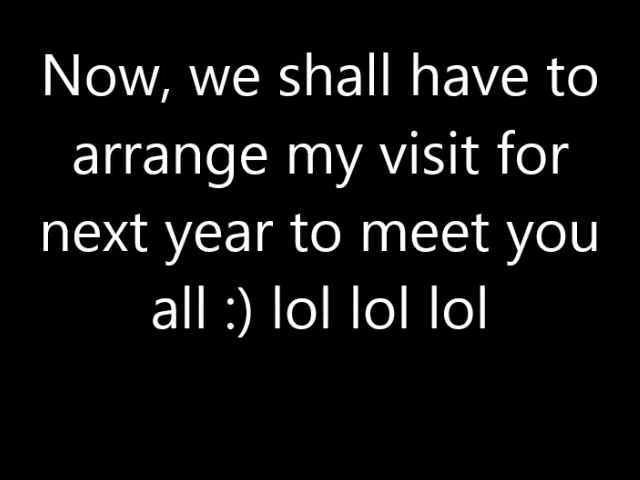 Now, we shall have to
arrange my visit for
next year to meet you
all :) lol lol lol